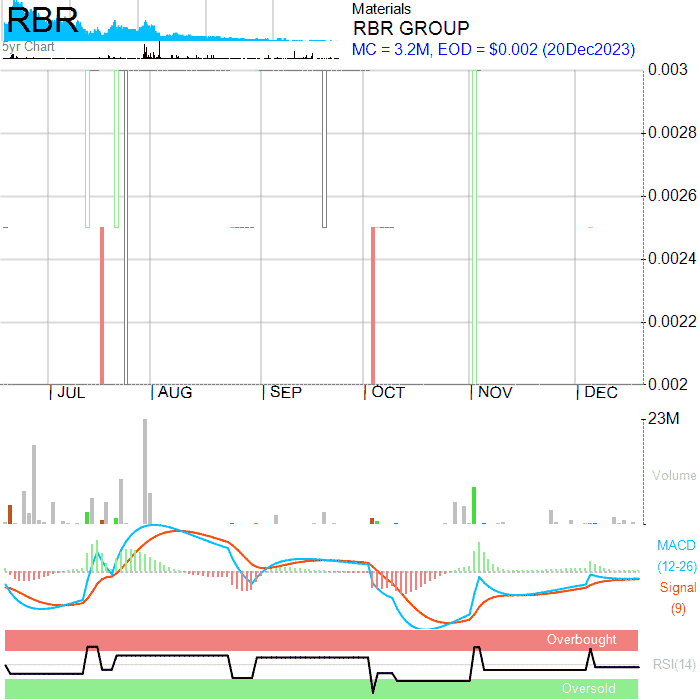 RBR
5yr Chart
Materials
RBR GROUP
MC = 3.2M, EOD = $0.002 (20Dec2023)
0.003
0.0028
0.0026
0.0024
0.0022
0.002
JUL AUG SEP OCT NOV DEC
23M
Volume
MACD
(12-26)
Signal
(9)
Overbought
RSI(14)
Oversold